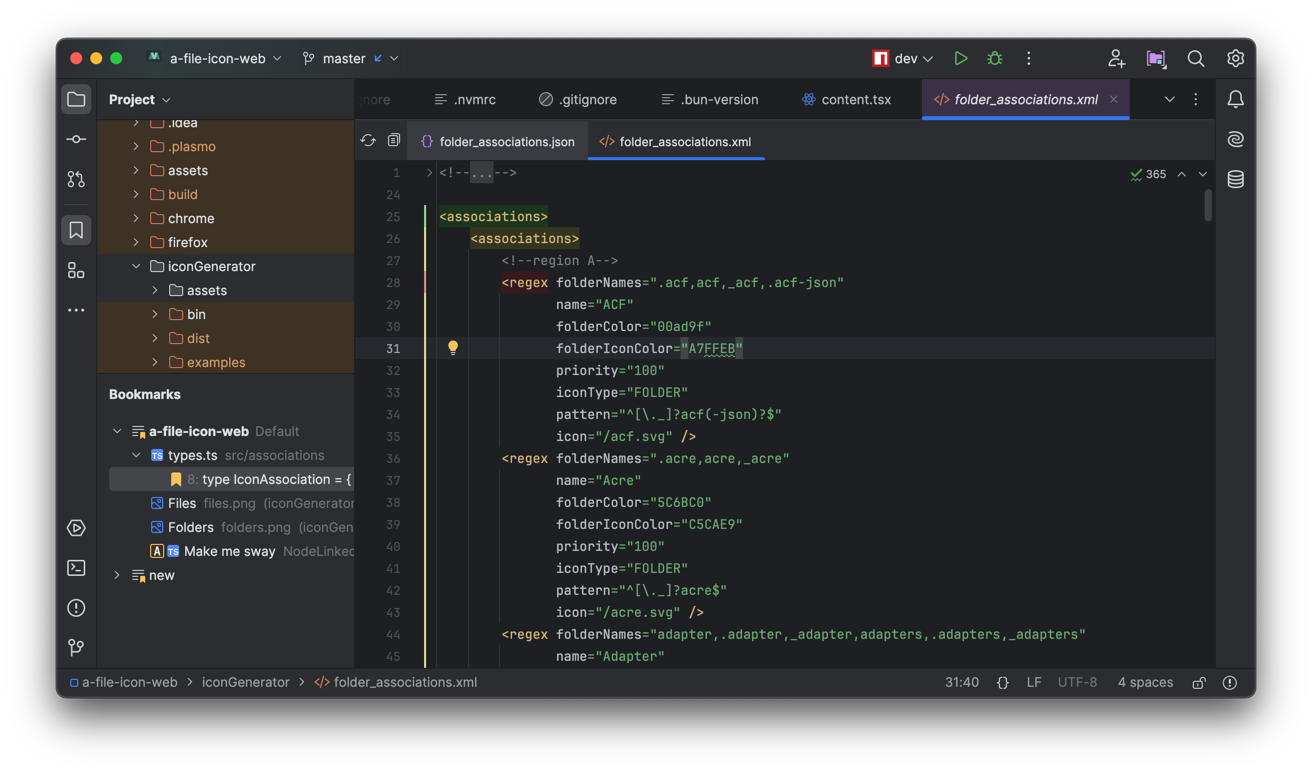 a-file-icon-web
master
dev
Project
.nvmrc
.gitignore
.bun-version
content.tsx
folder_associations.xml
folder_associations.json
folder_associations.xml
.idea
.plasmo
assets
build
chrome
firefox
iconGenerator
assets
bin
dist
examples
Bookmarks
a-file-icon-web Default
types.ts src/associations
8: type IconAssociation = {
Files files.png (iconGenerator
Folders folders.png (iconGen
Make me sway NodeLinked
new
365
1 <!--...-->
24
25 <associations>
26 <associations>
27 <!--region A-->
28 <regex folderNames=".acf,acf,_acf,.acf-json"
29 name="ACF"
30 folderColor="00ad9f"
31 folderIconColor="A7FFEB"
32 priority="100"
33 iconType="FOLDER"
34 pattern="^[\._]?acf(-json)?$"
35 icon="/acf.svg" />
36 <regex folderNames=".acre,acre,_acre"
37 name="Acre"
38 folderColor="5C6BC0"
39 folderIconColor="C5CAE9"
40 priority="100"
41 iconType="FOLDER"
42 pattern="^[\._]?acre$"
43 icon="/acre.svg" />
44 <regex folderNames="adapter,.adapter,_adapter,adapters,.adapters,_adapters"
45 name="Adapter"
a-file-icon-web > iconGenerator > folder_associations.xml
31:40 {} LF UTF-8 4 spaces